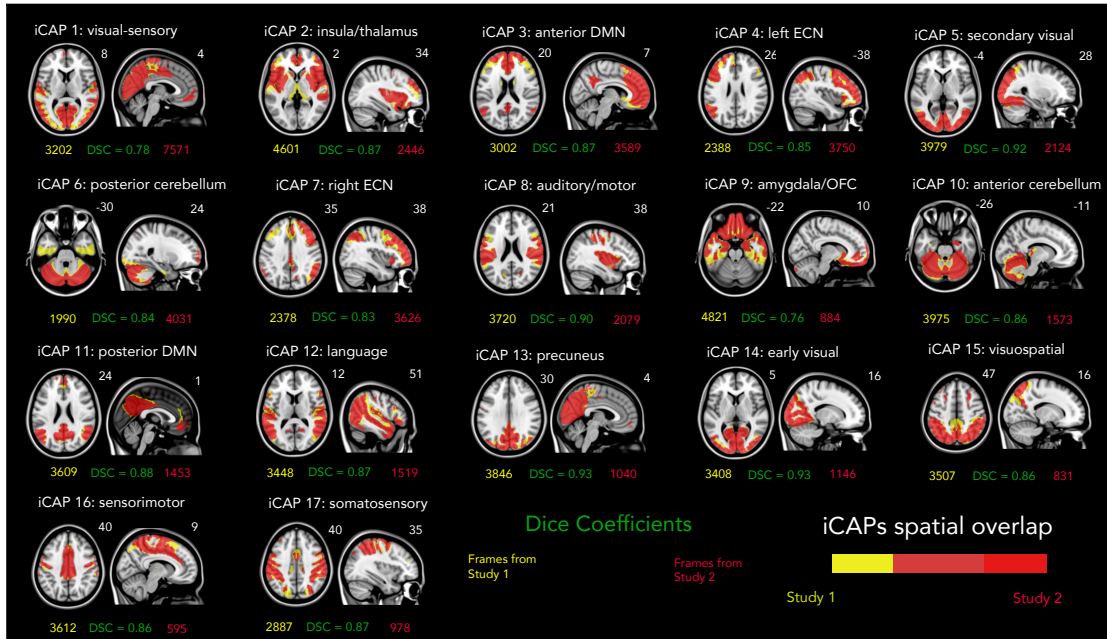 iCAP 1: visual-sensory
8 4
3202 DSC = 0.78 7571
iCAP 2: insula/thalamus
2 34
4601 DSC = 0.87 2446
iCAP 3: anterior DMN
20 7
3002 DSC = 0.87 3589
iCAP 4: left ECN
26 -38
2388 DSC = 0.85 3750
iCAP 5: secondary visual
-4 28
3979 DSC = 0.92 2124
iCAP 6: posterior cerebellum
-30 24
1990 DSC = 0.84 4031
iCAP 7: right ECN
35 38
2378 DSC = 0.83 3626
iCAP 8: auditory/motor
21 38
3720 DSC = 0.90 2079
iCAP 9: amygdala/OFC
-22 10
4821 DSC = 0.76 884
iCAP 10: anterior cerebellum
-26 -11
3975 DSC = 0.86 1573
iCAP 11: posterior DMN
24 1
3609 DSC = 0.88 1453
iCAP 12: language
12 51
3448 DSC = 0.87 1519
iCAP 13: precuneus
30 4
3846 DSC = 0.93 1040
iCAP 14: early visual
5 16
3408 DSC = 0.93 1146
iCAP 15: visuospatial
47 16
3507 DSC = 0.86 831
iCAP 16: sensorimotor
40 9
3612 DSC = 0.86 595
iCAP 17: somatosensory
40 35
2887 DSC = 0.87 978
Dice Coefficients
Frames from
Study 1
Frames from
Study 2
iCAPs spatial overlap
Study 1 Study 2